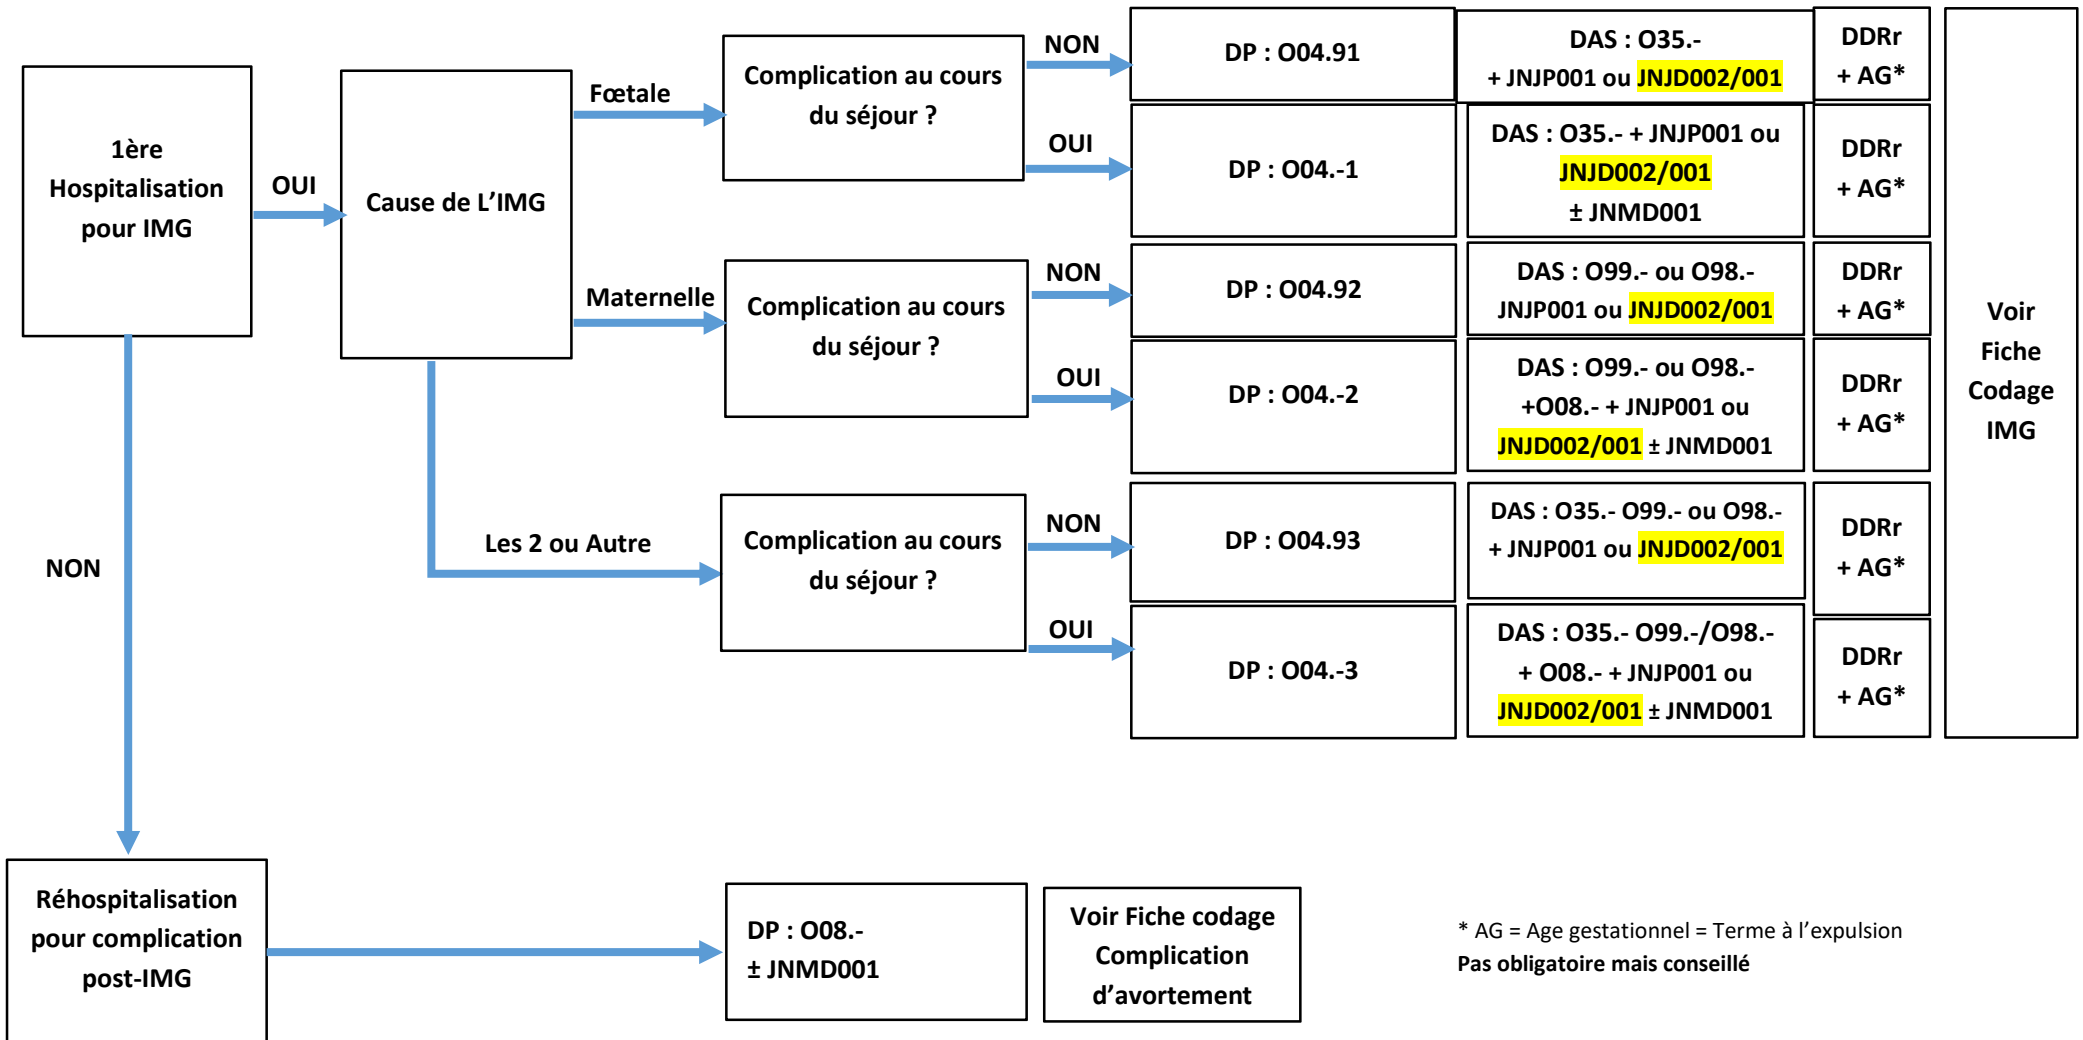 1ère
Hospitalisation
pour IMG
OUI
NON
Cause de L’IMG
Fœtale
Maternelle
Les 2 ou Autre
Complication au cours
du séjour ?
NON
OUI
DP : O04.91
DAS : O35.-
+ JNJP001 ou JNJD002/001
DDRr
+ AG*
DP : O04.-1
DAS : O35.- + JNJP001 ou
JNJD002/001
± JNMD001
DDRr
+ AG*
Complication au cours
du séjour ?
NON
OUI
DP : O04.92
DAS : O99.- ou O98.-
JNJP001 ou JNJD002/001
DDRr
+ AG*
DP : O04.-2
DAS : O99.- ou O98.-
+O08.- + JNJP001 ou
JNJD002/001 ± JNMD001
DDRr
+ AG*
Complication au cours
du séjour ?
NON
OUI
DP : O04.93
DAS : O35.- O99.- ou O98.-
+ JNJP001 ou JNJD002/001
DDRr
+ AG*
DP : O04.-3
DAS : O35.- O99.-/O98.-
+ O08.- + JNJP001 ou
JNJD002/001 ± JNMD001
DDRr
+ AG*
Voir
Fiche
Codage
IMG
Réhospitalisation
pour complication
post-IMG
DP : O08.-
± JNMD001
Voir Fiche codage
Complication
d’avortement
* AG = Age gestationnel = Terme à l’expulsion
Pas obligatoire mais conseillé